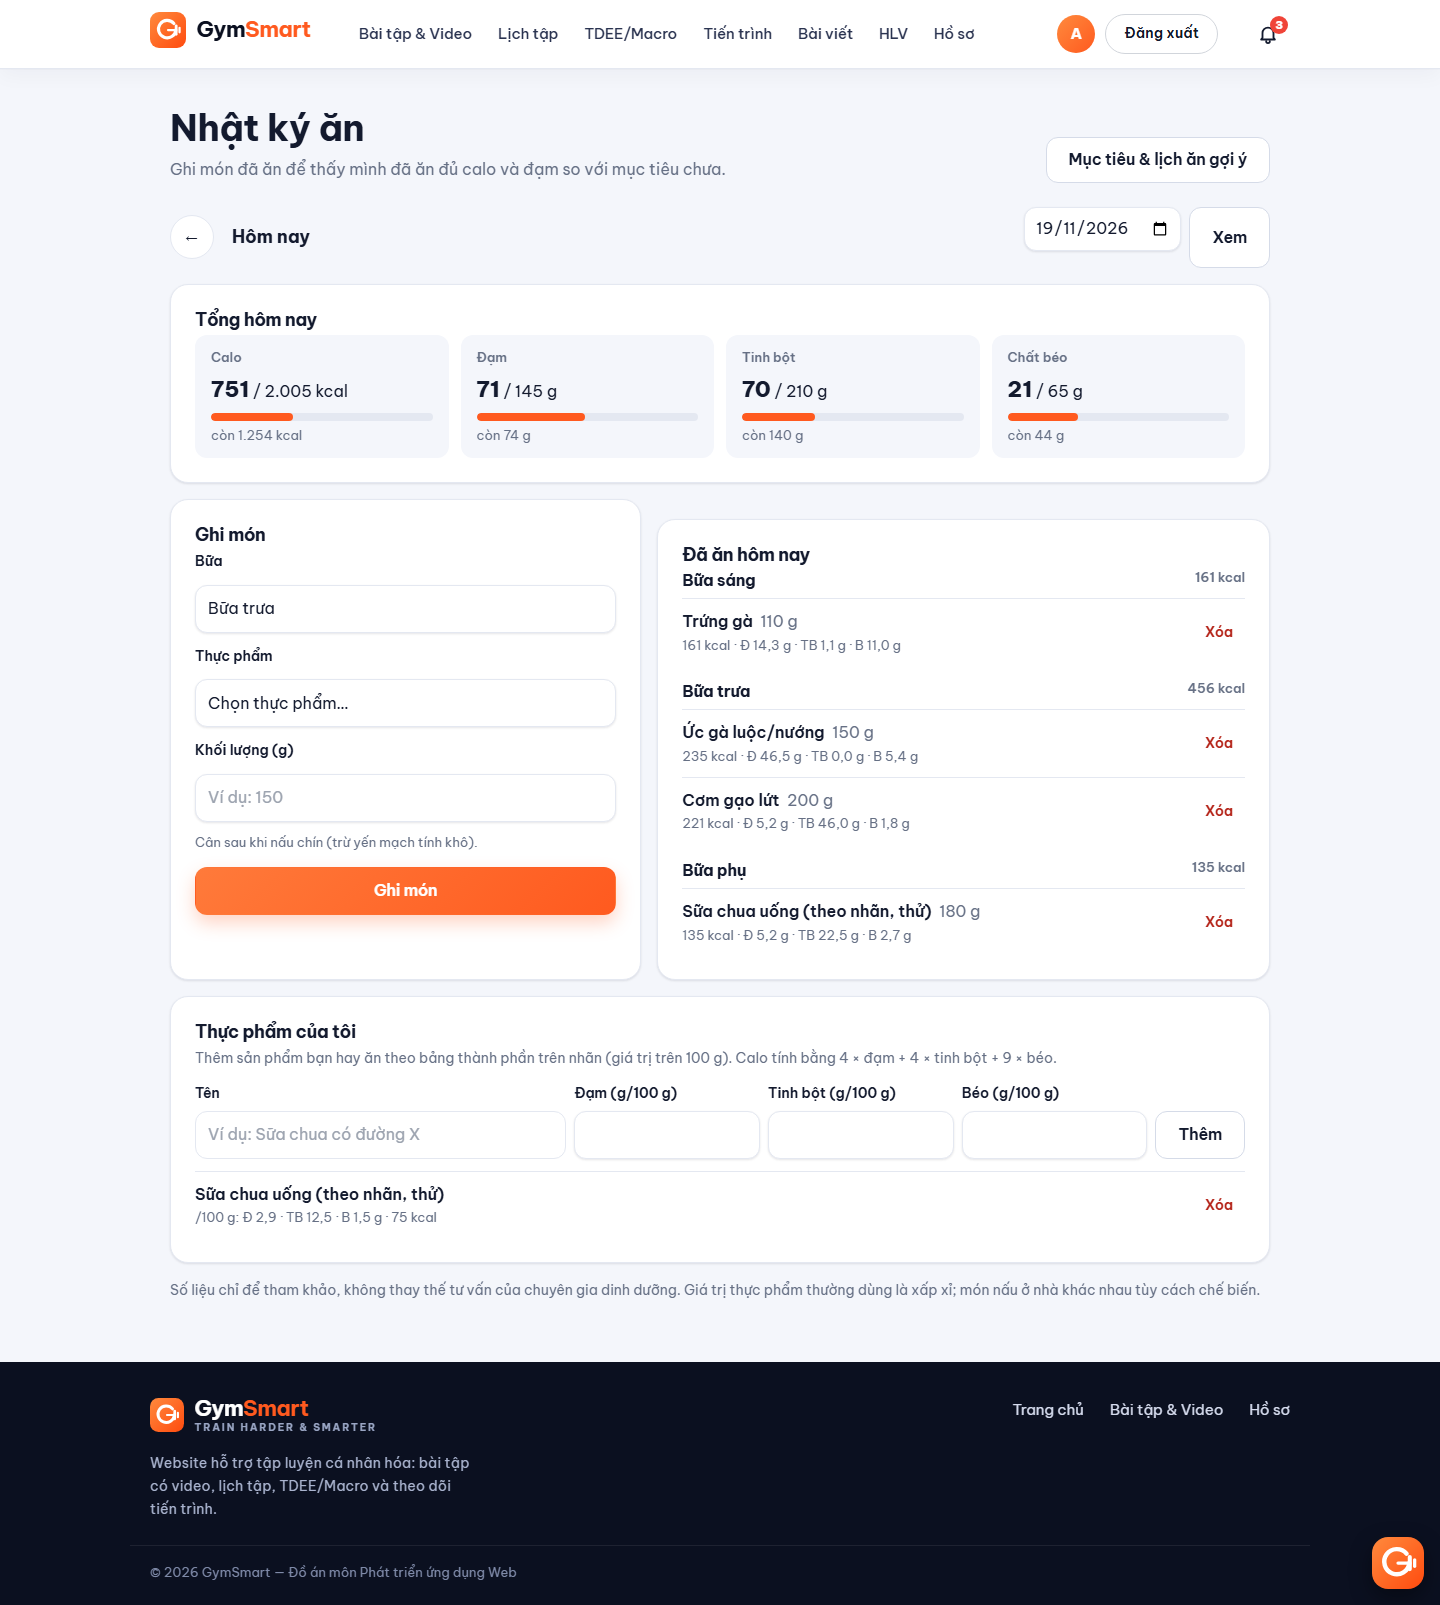 GymSmart
Bài tập & Video
Lịch tập
TDEE/Macro
Tiến trình
Bài viết
HLV
Hồ sơ
A
Đăng xuất
3
Nhật ký ăn
Ghi món đã ăn để thấy mình đã ăn đủ calo và đạm so với mục tiêu chưa.
Mục tiêu & lịch ăn gợi ý
← Hôm nay
19/11/2026
Xem
Tổng hôm nay
Calo
751 / 2.005 kcal
còn 1.254 kcal
Đạm
71 / 145 g
còn 74 g
Tinh bột
70 / 210 g
còn 140 g
Chất béo
21 / 65 g
còn 44 g
Ghi món
Bữa
Bữa trưa
Thực phẩm
Chọn thực phẩm…
Khối lượng (g)
Ví dụ: 150
Cân sau khi nấu chín (trừ yến mạch tính khô).
Ghi món
Đã ăn hôm nay
Bữa sáng 161 kcal
Trứng gà 110 g
161 kcal · Đ 14,3 g · TB 1,1 g · B 11,0 g
Xóa
Bữa trưa 456 kcal
Ức gà luộc/nướng 150 g
235 kcal · Đ 46,5 g · TB 0,0 g · B 5,4 g
Xóa
Cơm gạo lứt 200 g
221 kcal · Đ 5,2 g · TB 46,0 g · B 1,8 g
Xóa
Bữa phụ 135 kcal
Sữa chua uống (theo nhãn, thử) 180 g
135 kcal · Đ 5,2 g · TB 22,5 g · B 2,7 g
Xóa
Thực phẩm của tôi
Thêm sản phẩm bạn hay ăn theo bảng thành phần trên nhãn (giá trị trên 100 g). Calo tính bằng 4 × đạm + 4 × tinh bột + 9 × béo.
Tên
Ví dụ: Sữa chua có đường X
Đạm (g/100 g)
Tinh bột (g/100 g)
Béo (g/100 g)
Thêm
Sữa chua uống (theo nhãn, thử)
/100 g: Đ 2,9 · TB 12,5 · B 1,5 g · 75 kcal
Xóa
Số liệu chỉ để tham khảo, không thay thế tư vấn của chuyên gia dinh dưỡng. Giá trị thực phẩm thường dùng là xấp xỉ; món nấu ở nhà khác nhau tùy cách chế biến.
GymSmart
TRAIN HARDER & SMARTER
Website hỗ trợ tập luyện cá nhân hóa: bài tập
có video, lịch tập, TDEE/Macro và theo dõi
tiến trình.
Trang chủ
Bài tập & Video
Hồ sơ
© 2026 GymSmart — Đồ án môn Phát triển ứng dụng Web